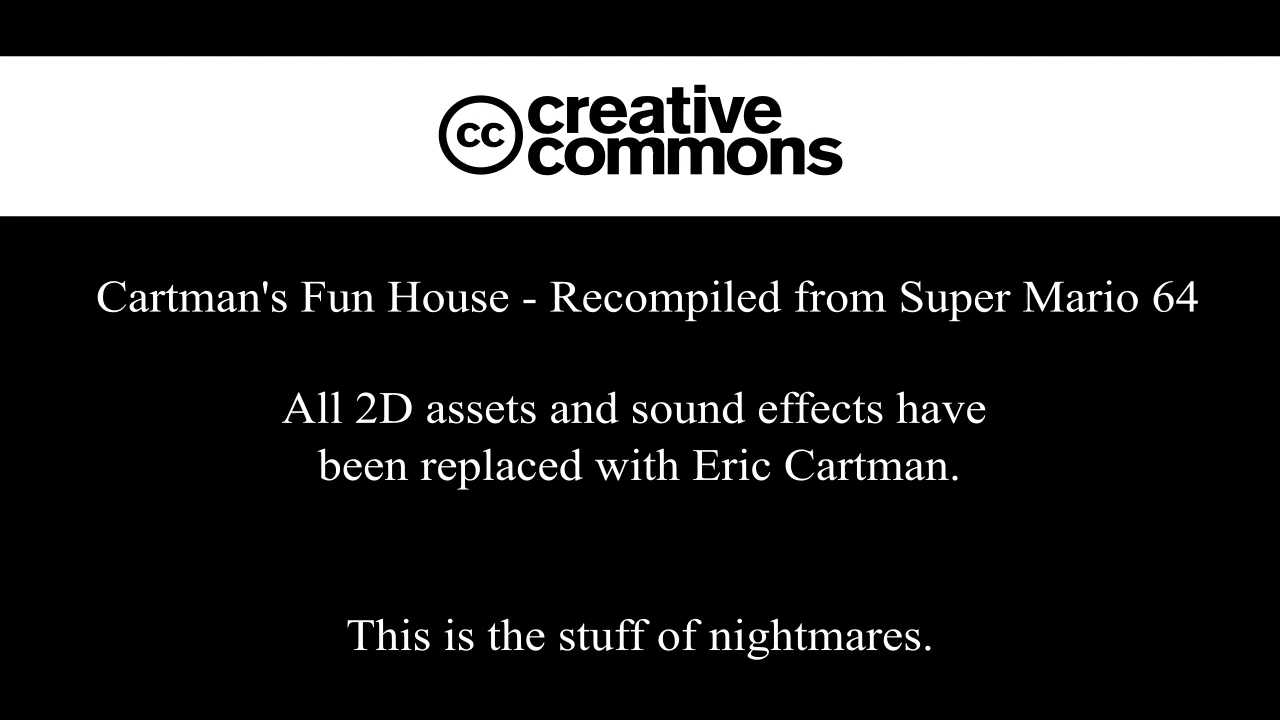 cc creative
commons
Cartman's Fun House - Recompiled from Super Mario 64
All 2D assets and sound effects have
been replaced with Eric Cartman.
This is the stuff of nightmares.